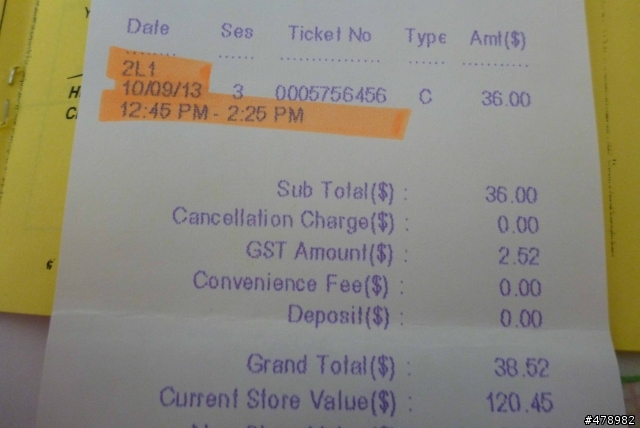 Date Ses Ticket No Type Amt($)
2L1
10/09/13 3 0005756456 C 36.00
12:45 PM - 2:25 PM
Sub Total($) : 36.00
Cancellation Charge($) : 0.00
GST Amount($) : 2.52
Convenience Fee($) : 0.00
Deposit($) : 0.00
Grand Total($) : 38.52
Current Store Value($) : 120.45
#478982